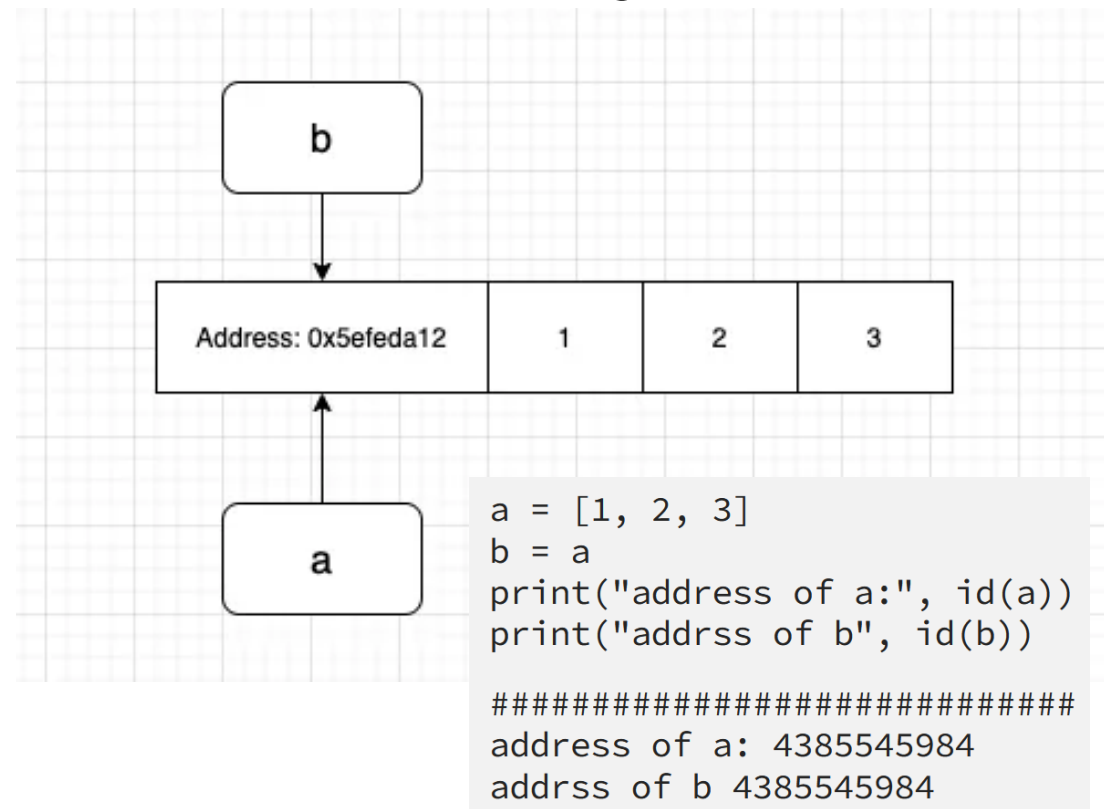 b
Address: 0x5efeda12 1 2 3
a
a = [1, 2, 3]
b = a
print("address of a:", id(a))
print("addrss of b", id(b))
#############################
address of a: 4385545984
addrss of b 4385545984